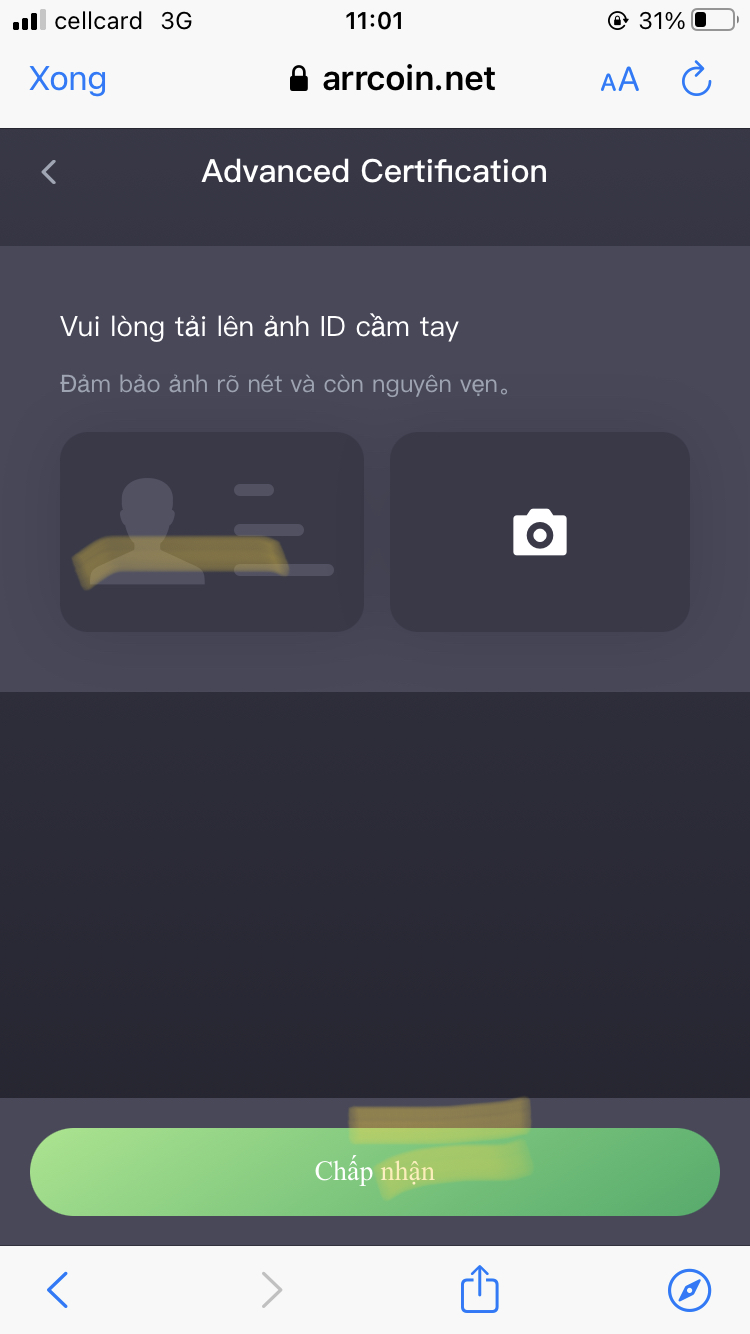 cellcard 3G 11:01 31%
Xong arrcoin.net AA
Advanced Certification
Vui lòng tải lên ảnh ID cầm tay
Đảm bảo ảnh rõ nét và còn nguyên vẹn。
Chấp nhận